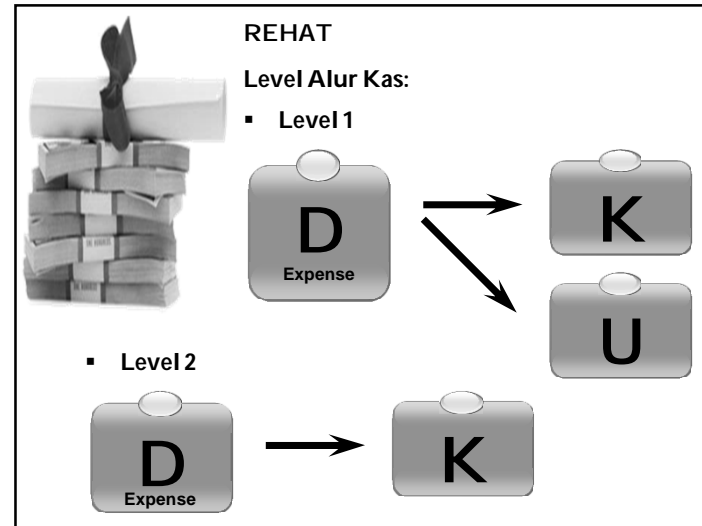 REHAT
Level Alur Kas:
▪ Level 1
D
Expense
K
U
▪ Level 2
D
Expense
K